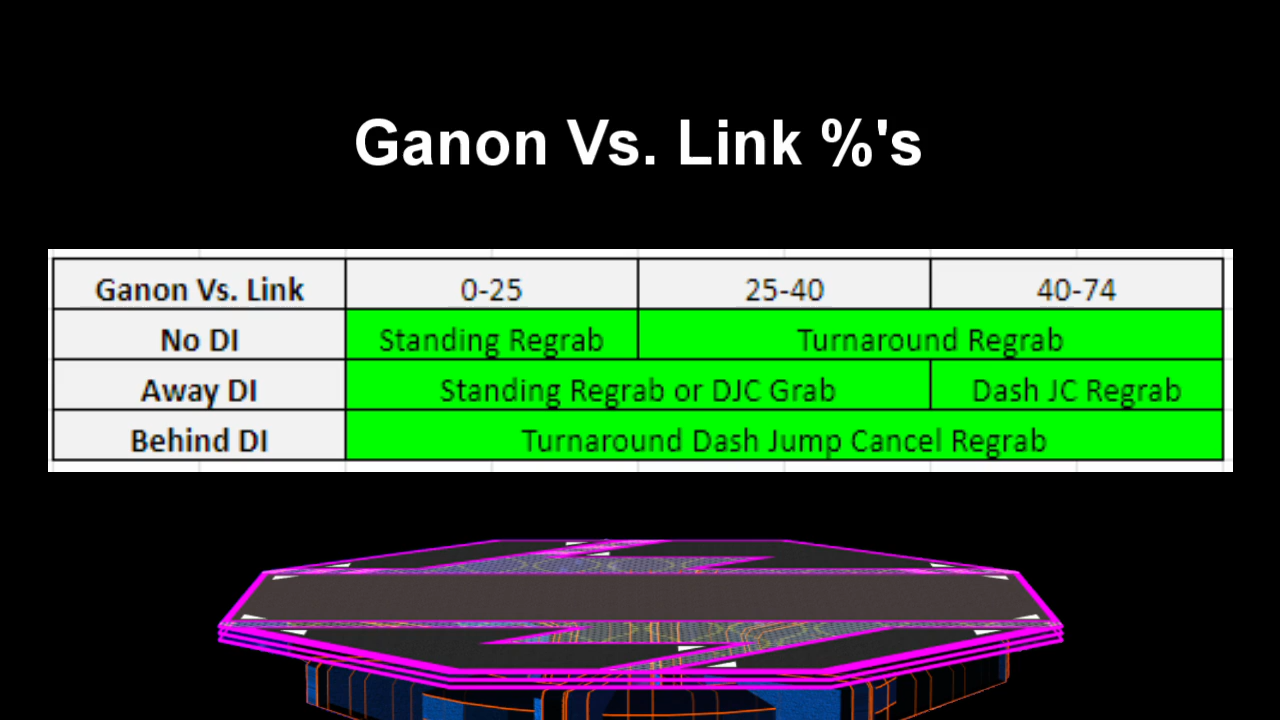 Ganon Vs. Link %'s
Ganon Vs. Link 0-25 25-40 40-74
No DI Standing Regrab Turnaround Regrab
Away DI Standing Regrab or DJC Grab Dash JC Regrab
Behind DI Turnaround Dash Jump Cancel Regrab